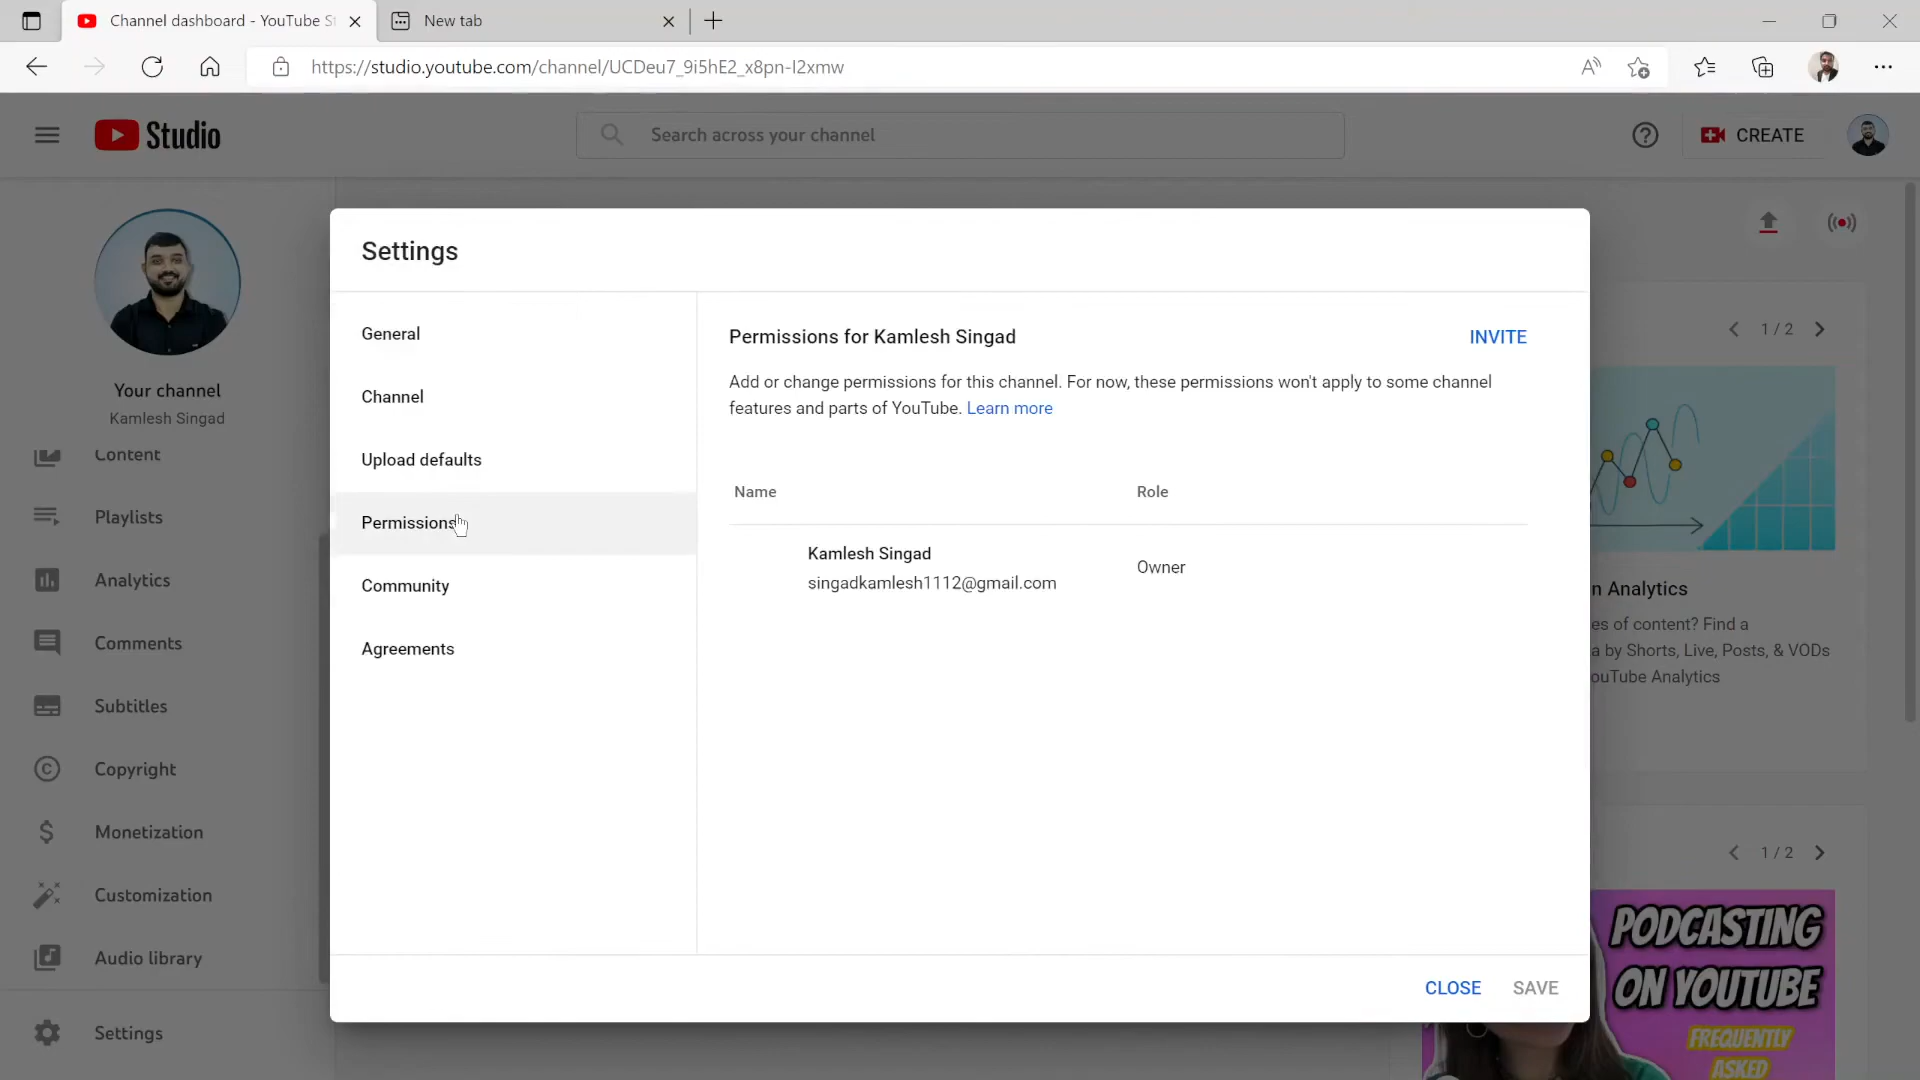 Channel dashboard - YouTube St
New tab
https://studio.youtube.com/channel/UCDeu7_9i5hE2_x8pn-I2xmw
Studio
Search across your channel
CREATE
Your channel
Kamlesh Singad
Content
Playlists
Analytics
Comments
Subtitles
Copyright
Monetization
Customization
Audio library
Settings
Settings
General
Channel
Upload defaults
Permissions
Community
Agreements
Permissions for Kamlesh Singad
INVITE
Add or change permissions for this channel. For now, these permissions won't apply to some channel
features and parts of YouTube. Learn more
Name
Role
Kamlesh Singad
singadkamlesh1112@gmail.com
Owner
CLOSE
SAVE
1 / 2
n Analytics
es of content? Find a
a by Shorts, Live, Posts, & VODs
ouTube Analytics
1 / 2
PODCASTING
ON YOUTUBE
FREQUENTLY
ASKED